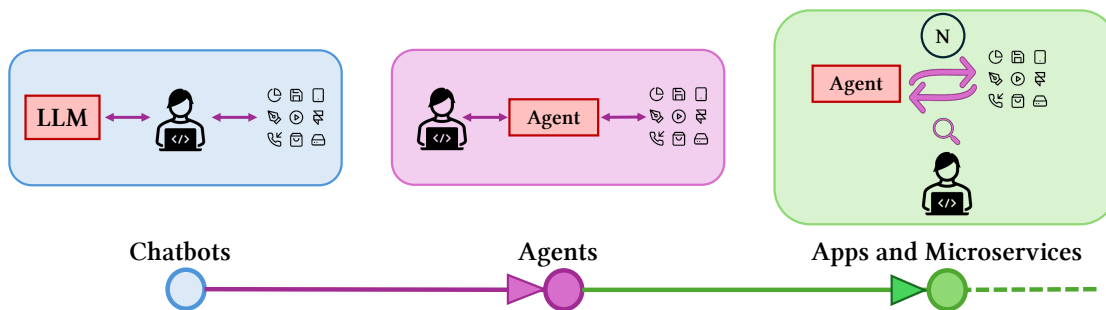 LLM
</>
Agent
</>
N
Agent
</>
Chatbots
Agents
Apps and Microservices